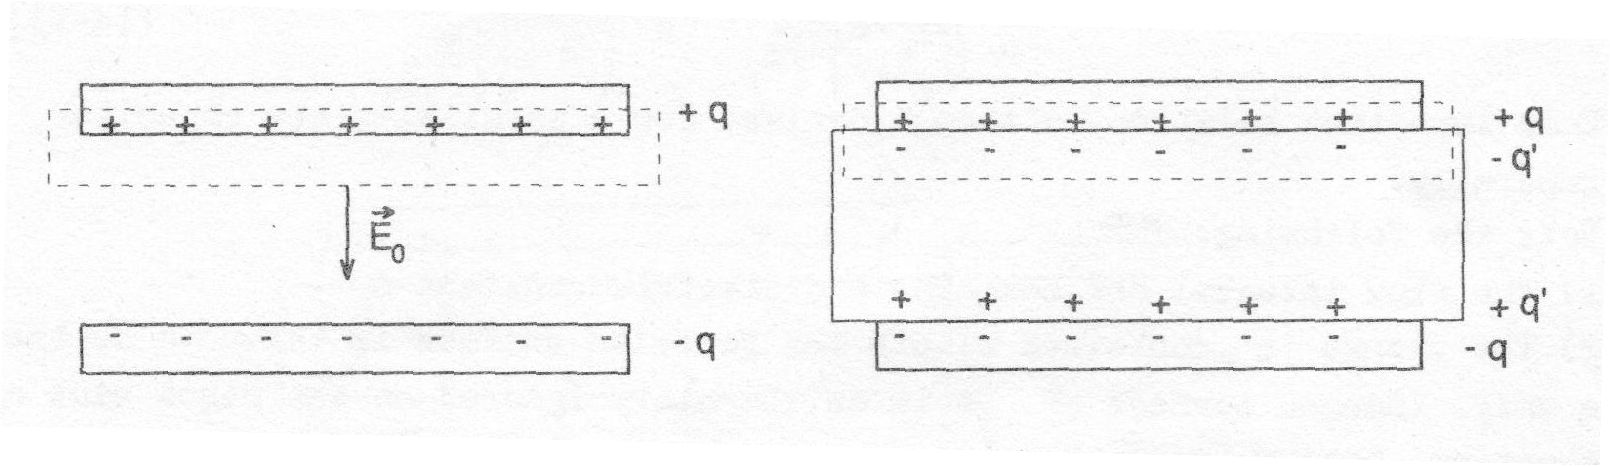 + + + + + + + +q
E⃗₀
- - - - - - - -q
+ + + + + + +q
- - - - - - -q'
+ + + + + + +q'
- - - - - - -q